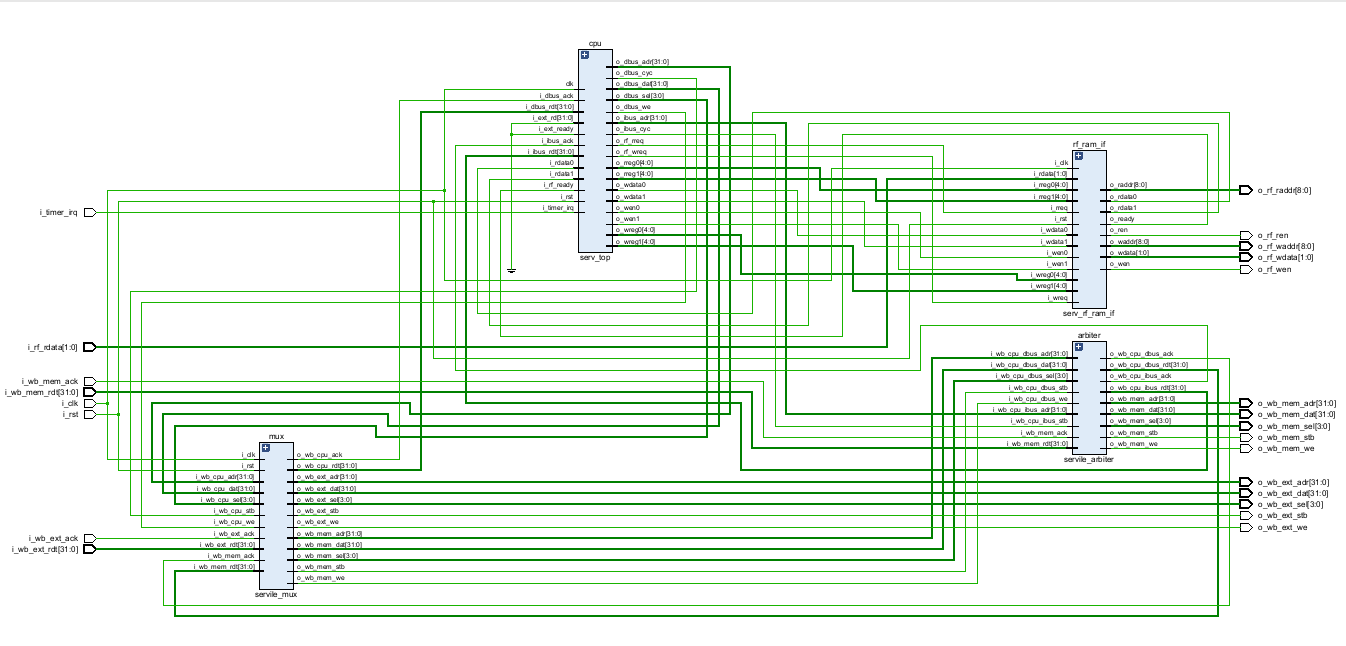 cpu
clk
i_dbus_ack
i_dbus_rdt[31:0]
i_ext_rd[31:0]
i_ext_ready
i_ibus_ack
i_ibus_rdt[31:0]
i_rdata0
i_rdata1
i_rf_ready
i_rst
i_timer_irq
o_dbus_adr[31:0]
o_dbus_cyc
o_dbus_dat[31:0]
o_dbus_sel[3:0]
o_dbus_we
o_ibus_adr[31:0]
o_ibus_cyc
o_rf_rreq
o_rf_wreq
o_rreg0[4:0]
o_rreg1[4:0]
o_wdata0
o_wdata1
o_wen0
o_wen1
o_wreg0[4:0]
o_wreg1[4:0]
serv_top
rf_ram_if
i_clk
i_rdata[1:0]
i_rreg0[4:0]
i_rreg1[4:0]
i_rreq
i_rst
i_wdata0
i_wdata1
i_wen0
i_wen1
i_wreg0[4:0]
i_wreg1[4:0]
i_wreq
o_raddr[8:0]
o_rdata0
o_rdata1
o_ready
o_ren
o_waddr[8:0]
o_wdata[1:0]
o_wen
serv_rf_ram_if
o_rf_raddr[8:0]
o_rf_ren
o_rf_waddr[8:0]
o_rf_wdata[1:0]
o_rf_wen
i_timer_irq
i_rf_rdata[1:0]
i_wb_mem_ack
i_wb_mem_rdt[31:0]
i_clk
i_rst
i_wb_ext_ack
i_wb_ext_rdt[31:0]
arbiter
i_wb_cpu_dbus_adr[31:0]
i_wb_cpu_dbus_dat[31:0]
i_wb_cpu_dbus_sel[3:0]
i_wb_cpu_dbus_stb
i_wb_cpu_dbus_we
i_wb_cpu_ibus_adr[31:0]
i_wb_cpu_ibus_stb
i_wb_mem_ack
i_wb_mem_rdt[31:0]
o_wb_cpu_dbus_ack
o_wb_cpu_dbus_rdt[31:0]
o_wb_cpu_ibus_ack
o_wb_cpu_ibus_rdt[31:0]
o_wb_mem_adr[31:0]
o_wb_mem_dat[31:0]
o_wb_mem_sel[3:0]
o_wb_mem_stb
o_wb_mem_we
servile_arbiter
o_wb_mem_adr[31:0]
o_wb_mem_dat[31:0]
o_wb_mem_sel[3:0]
o_wb_mem_stb
o_wb_mem_we
mux
i_clk
i_rst
i_wb_cpu_adr[31:0]
i_wb_cpu_dat[31:0]
i_wb_cpu_sel[3:0]
i_wb_cpu_stb
i_wb_cpu_we
i_wb_ext_ack
i_wb_ext_rdt[31:0]
i_wb_mem_ack
i_wb_mem_rdt[31:0]
o_wb_cpu_ack
o_wb_cpu_rdt[31:0]
o_wb_ext_adr[31:0]
o_wb_ext_dat[31:0]
o_wb_ext_sel[3:0]
o_wb_ext_stb
o_wb_ext_we
o_wb_mem_adr[31:0]
o_wb_mem_dat[31:0]
o_wb_mem_sel[3:0]
o_wb_mem_stb
o_wb_mem_we
servile_mux
o_wb_ext_adr[31:0]
o_wb_ext_dat[31:0]
o_wb_ext_sel[3:0]
o_wb_ext_stb
o_wb_ext_we